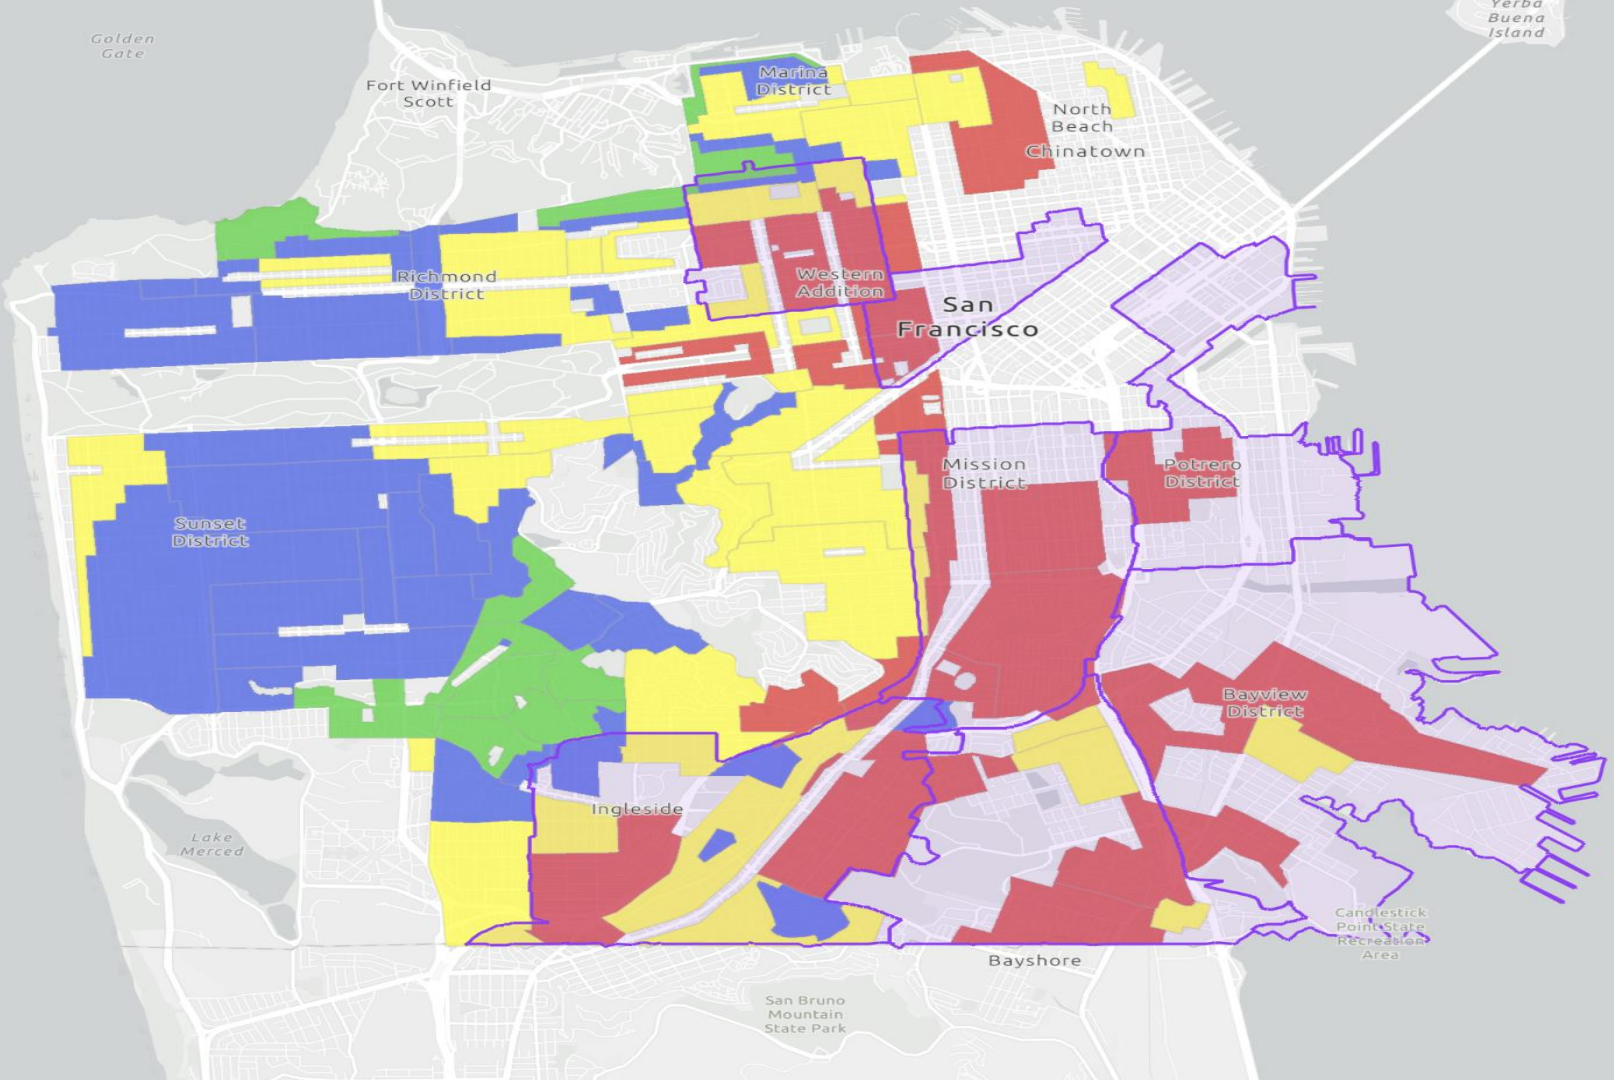 Yerba
Buena
Island
Golden
Gate
Fort Winfield
Scott
Marina
District
North
Beach
Chinatown
Richmond
District
Western
Addition
San
Francisco
Mission
District
Potrero
District
Sunset
District
Bayview
District
Ingleside
Lake
Merced
Candlestick
Point State
Recreation
Area
Bayshore
San Bruno
Mountain
State Park